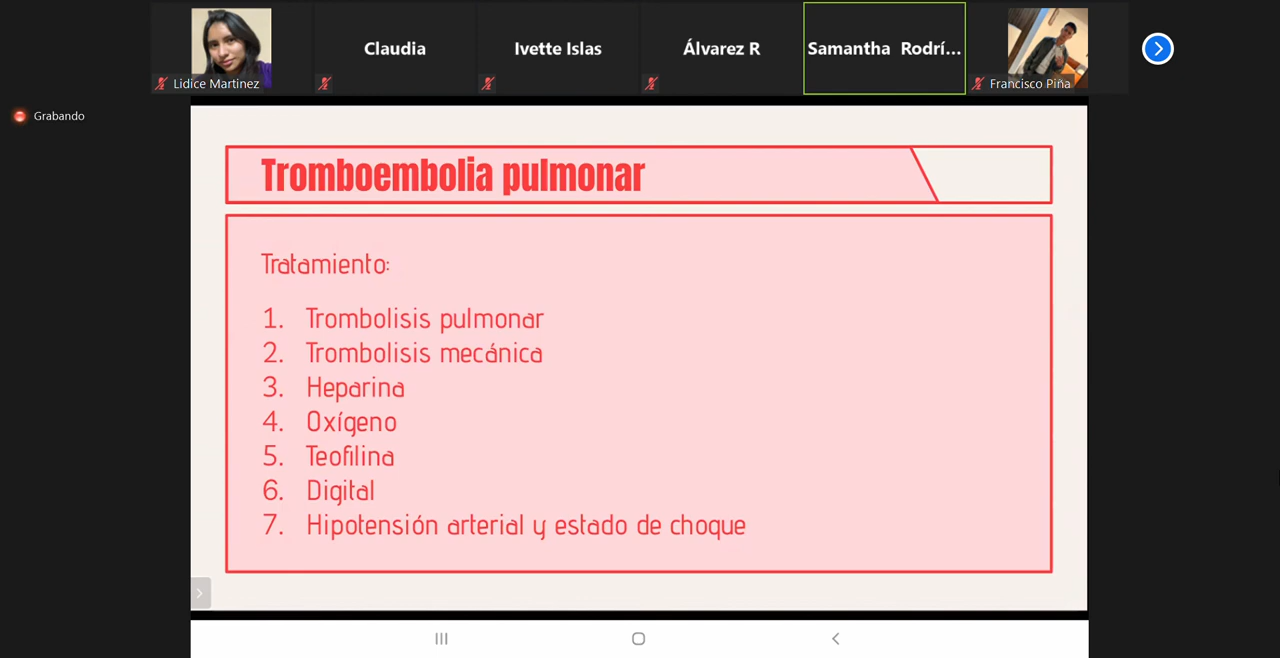 Claudia
Ivette Islas
Álvarez R
Samantha Rodrí...
Lidice Martinez
Francisco Piña
Grabando
Tromboembolia pulmonar
Tratamiento:
1. Trombolisis pulmonar
2. Trombolisis mecánica
3. Heparina
4. Oxígeno
5. Teofilina
6. Digital
7. Hipotensión arterial y estado de choque